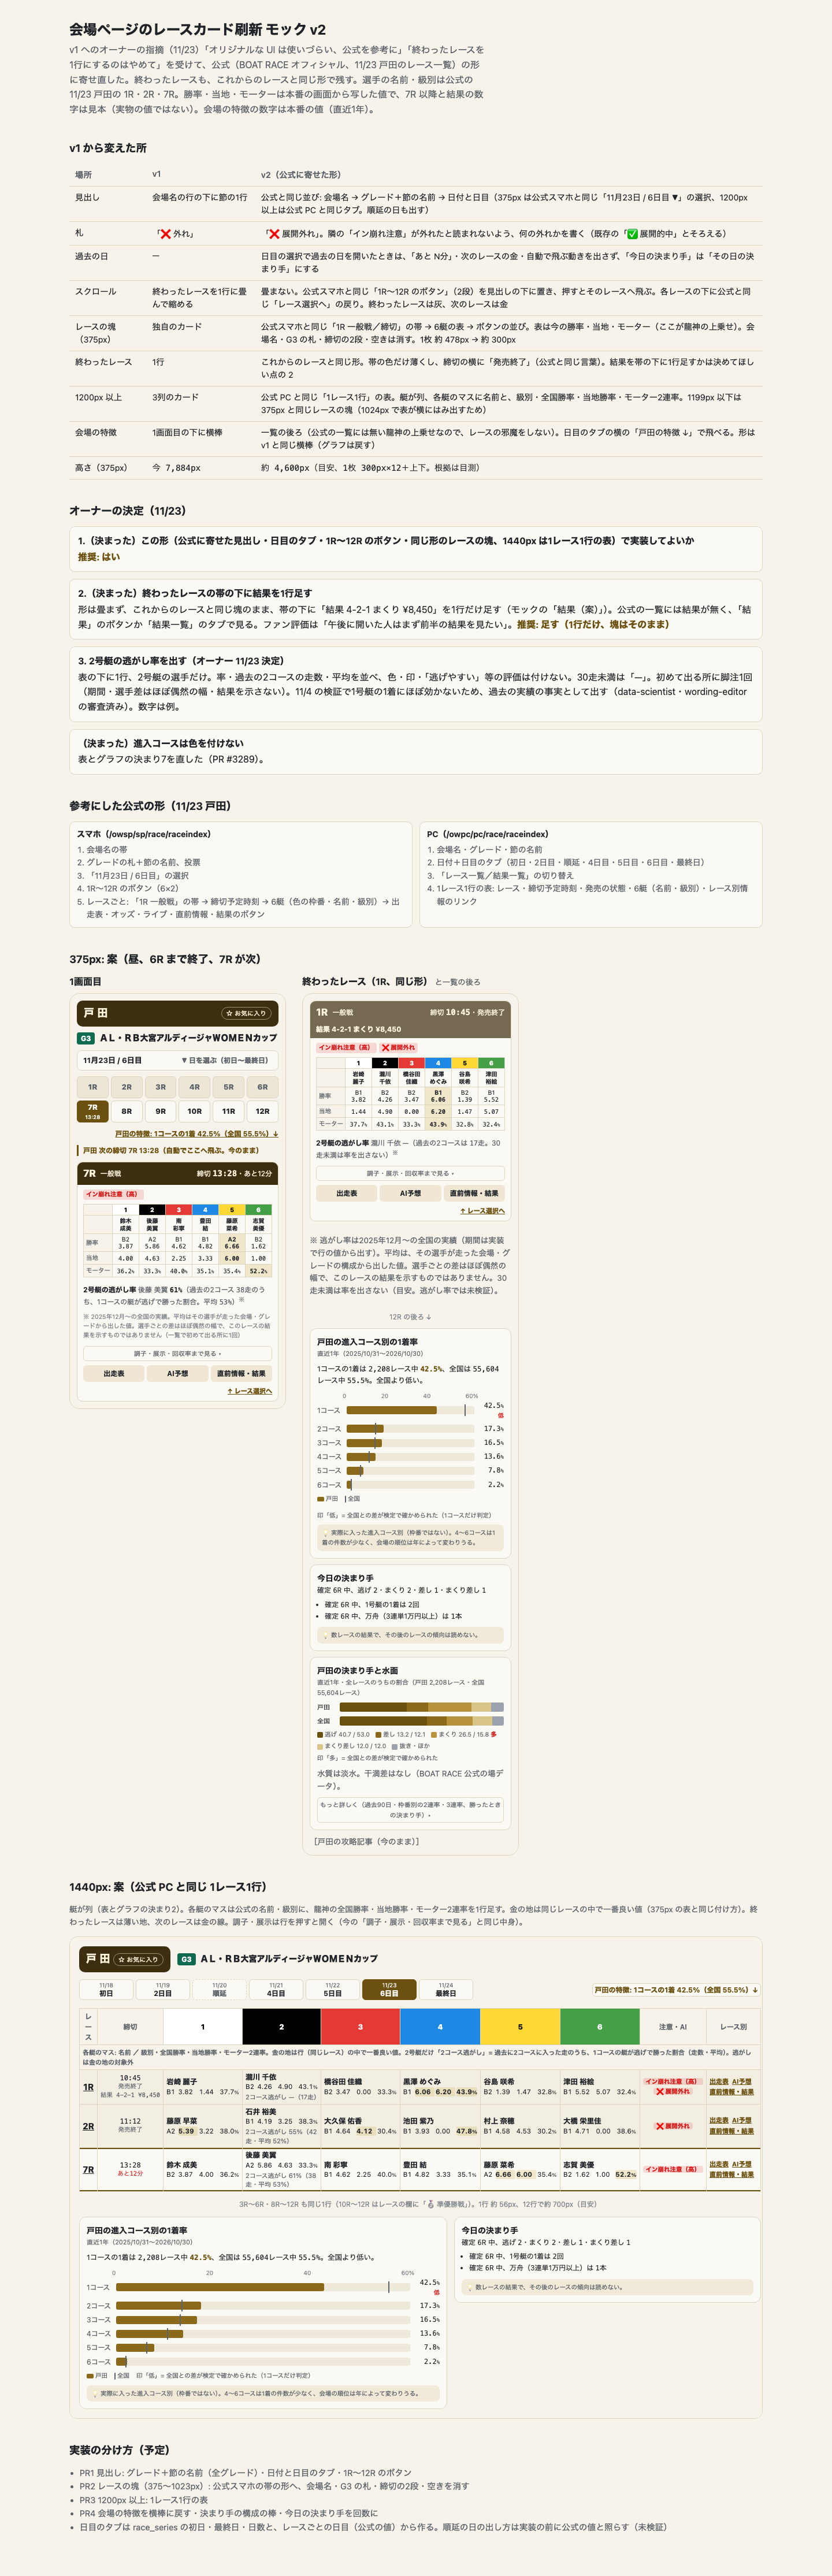 会場ページのレースカード刷新 モック v2
v1 へのオーナーの指摘（11/23）「オリジナルな UI は使いづらい、公式を参考に」「終わったレースを
1行にするのはやめて」を受けて、公式（BOAT RACE オフィシャル、11/23 戸田のレース一覧）の形
に寄せ直した。終わったレースも、これからのレースと同じ形で残す。選手の名前・級別は公式の
11/23 戸田の 1R・2R・7R。勝率・当地・モーターは本番の画面から写した値で、7R 以降と結果の数
字は見本（実物の値ではない）。会場の特徴の数字は本番の値（直近1年）。
v1 から変えた所
場所 v1 v2（公式に寄せた形）
見出し 会場名の行の下に節の1行 公式と同じ並び: 会場名 → グレード＋節の名前 → 日付と日目（375px は公式スマホと同じ「11月23日 / 6日目 ▼」の選択、1200px
以上は公式 PC と同じタブ。順延の日も出す）
札 「❌ 外れ」 「❌ 展開外れ」。隣の「イン崩れ注意」が外れたと読まれないよう、何の外れかを書く（既存の「✅ 展開的中」とそろえる）
過去の日 — 日目の選択で過去の日を開いたときは、「あと N分」・次のレースの金・自動で飛ぶ動きを出さず、「今日の決まり手」は「その日の決
まり手」にする
スクロール 終わったレースを1行に畳 畳まない。公式スマホと同じ「1R〜12R のボタン」（2段）を見出しの下に置き、押すとそのレースへ飛ぶ。各レースの下に公式と同
んで縮める じ「レース選択へ」の戻り。終わったレースは灰、次のレースは金
レースの塊 独自のカード 公式スマホと同じ「1R 一般戦／締切」の帯 → 6艇の表 → ボタンの並び。表は今の勝率・当地・モーター（ここが龍神の上乗せ）。会
（375px） 場名・G3 の札・締切の2段・空きは消す。1枚 約 478px → 約 300px
終わったレース 1行 これからのレースと同じ形。帯の色だけ薄くし、締切の横に「発売終了」（公式と同じ言葉）。結果を帯の下に1行足すかは決めてほし
い点の 2
1200px 以上 3列のカード 公式 PC と同じ「1レース1行」の表。艇が列、各艇のマスに名前と、級別・全国勝率・当地勝率・モーター2連率。1199px 以下は
375px と同じレースの塊（1024px で表が横にはみ出すため）
会場の特徴 1画面目の下に横棒 一覧の後ろ（公式の一覧には無い龍神の上乗せなので、レースの邪魔をしない）。日目のタブの横の「戸田の特徴 ↓」で飛べる。形は
v1 と同じ横棒（グラフは戻す）
高さ（375px） 今 7,884px 約 4,600px（目安、1枚 300px×12＋上下。根拠は目測）
オーナーの決定（11/23）
1.（決まった）この形（公式に寄せた見出し・日目のタブ・1R〜12R のボタン・同じ形のレースの塊、1440px は1レース1行の表）で実装してよいか
推奨: はい
2.（決まった）終わったレースの帯の下に結果を1行足す
形は畳まず、これからのレースと同じ塊のまま、帯の下に「結果 4-2-1 まくり ¥8,450」を1行だけ足す（モックの「結果（案）」）。公式の一覧には結果が無く、「結
果」のボタンか「結果一覧」のタブで見る。ファン評価は「午後に開いた人はまず前半の結果を見たい」。推奨: 足す（1行だけ、塊はそのまま）
3. 2号艇の逃がし率を出す（オーナー 11/23 決定）
表の下に1行、2号艇の選手だけ。率・過去の2コースの走数・平均を並べ、色・印・「逃げやすい」等の評価は付けない。30走未満は「—」。初めて出る所に脚注1回
（期間・選手差はほぼ偶然の幅・結果を示さない）。11/4 の検証で1号艇の1着にほぼ効かないため、過去の実績の事実として出す（data-scientist・wording-editor
の審査済み）。数字は例。
（決まった）進入コースは色を付けない
表とグラフの決まり7を直した（PR #3289）。
参考にした公式の形（11/23 戸田）
スマホ（/owsp/sp/race/raceindex）
1. 会場名の帯
2. グレードの札＋節の名前、投票
3. 「11月23日 / 6日目」の選択
4. 1R〜12R のボタン（6×2）
5. レースごと: 「1R 一般戦」の帯 → 締切予定時刻 → 6艇（色の枠番・名前・級別）→ 出
走表・オッズ・ライブ・直前情報・結果のボタン
PC（/owpc/pc/race/raceindex）
1. 会場名・グレード・節の名前
2. 日付＋日目のタブ（初日・2日目・順延・4日目・5日目・6日目・最終日）
3. 「レース一覧／結果一覧」の切り替え
4. 1レース1行の表: レース・締切予定時刻・発売の状態・6艇（名前・級別）・レース別情
報のリンク
375px: 案（昼、6R まで終了、7R が次）
1画面目
戸田 ☆ お気に入り
G3 AL・RB大宮アルディージャWOMENカップ
11月23日 / 6日目 ▼ 日を選ぶ（初日〜最終日）
1R 2R 3R 4R 5R 6R
7R 8R 9R 10R 11R 12R
13:28
戸田の特徴: 1コースの1着 42.5%（全国 55.5%）↓
戸田 次の締切 7R 13:28（自動でここへ飛ぶ。今のまま）
7R 一般戦 締切 13:28・あと12分
イン崩れ注意（高）
1 2 3 4 5 6
鈴木 後藤 南 豊田 藤原 志賀
成美 美翼 彩寧 結 菜希 美優
勝率 B2 A2 B1 B1 A2 B2
3.87 5.86 4.62 4.82 6.66 1.62
当地 4.00 4.63 2.25 3.33 6.00 1.00
モーター 36.2% 33.3% 40.0% 35.1% 35.4% 52.2%
2号艇の逃がし率 後藤 美翼 61%（過去の2コース 38走のう
ち、1コースの艇が逃げで勝った割合。平均 53%）※
※ 2025年12月〜の全国の実績。平均はその選手が走った会場・グレ
ードから出した値。選手ごとの差はほぼ偶然の幅で、このレースの結
果を示すものではありません（一覧で初めて出る所に1回）
調子・展示・回収率まで見る ▾
出走表 AI予想 直前情報・結果
↑ レース選択へ
終わったレース（1R、同じ形） と一覧の後ろ
1R 一般戦 締切 10:45・発売終了
結果 4-2-1 まくり ¥8,450
イン崩れ注意（高） ❌ 展開外れ
1 2 3 4 5 6
岩崎 瀧川 橋谷田 黒澤 谷島 津田
麗子 千依 佳織 めぐみ 咲希 裕絵
勝率 B1 B2 B2 B1 B2 B1
3.82 4.26 3.47 6.06 1.39 5.52
当地 1.44 4.90 0.00 6.20 1.47 5.07
モーター 37.7% 43.1% 33.3% 43.9% 32.8% 32.4%
2号艇の逃がし率 瀧川 千依 —（過去の2コースは 17走。30
走未満は率を出さない）※
調子・展示・回収率まで見る ▾
出走表 AI予想 直前情報・結果
↑ レース選択へ
※ 逃がし率は2025年12月〜の全国の実績（期間は実装
で行の値から出す）。平均は、その選手が走った会場・グ
レードの構成から出した値。選手ごとの差はほぼ偶然の
幅で、このレースの結果を示すものではありません。30
走未満は率を出さない（目安。逃がし率では未検証）。
12R の後ろ ↓
戸田の進入コース別の1着率
直近1年（2025/10/31〜2026/10/30）
1コースの1着は 2,208レース中 42.5%、全国は 55,604
レース中 55.5%。全国より低い。
0 20 40 60%
1コース 42.5%
低
2コース 17.3%
3コース 16.5%
4コース 13.6%
5コース 7.8%
6コース 2.2%
戸田 全国
印「低」= 全国との差が検定で確かめられた（1コースだけ判定）
💡 実際に入った進入コース別（枠番ではない）。4〜6コースは1
着の件数が少なく、会場の順位は年によって変わりうる。
今日の決まり手
確定 6R 中、逃げ 2・まくり 2・差し 1・まくり差し 1
• 確定 6R 中、1号艇の1着は 2回
• 確定 6R 中、万舟（3連単1万円以上）は 1本
💡 数レースの結果で、その後のレースの傾向は読めない。
戸田の決まり手と水面
直近1年・全レースのうちの割合（戸田 2,208レース・全国
55,604レース）
戸田
全国
逃げ 40.7 / 53.0 差し 13.2 / 12.1 まくり 26.5 / 15.8 多
まくり差し 12.0 / 12.0 抜き・ほか
印「多」= 全国との差が検定で確かめられた
水質は淡水。干満差はなし（BOAT RACE 公式の場デ
ータ）。
もっと詳しく（過去90日・枠番別の2連率・3連率、勝ったとき
の決まり手）▾
［戸田の攻略記事（今のまま）］
1440px: 案（公式 PC と同じ 1レース1行）
艇が列（表とグラフの決まり2）。各艇のマスは公式の名前・級別に、龍神の全国勝率・当地勝率・モーター2連率を1行足す。金の地は同じレースの中で一番良い値（375px の表と同じ付け方）。終
わったレースは薄い地、次のレースは金の線。調子・展示は行を押すと開く（今の「調子・展示・回収率まで見る」と同じ中身）。
戸田 ☆ お気に入り G3 AL・RB大宮アルディージャWOMENカップ
11/18 11/19 11/20 11/21 11/22 11/23 11/24
初日 2日目 順延 4日目 5日目 6日目 最終日
戸田の特徴: 1コースの1着 42.5%（全国 55.5%）↓
レース 締切 1 2 3 4 5 6 注意・AI レース別
各艇のマス: 名前 ／ 級別・全国勝率・当地勝率・モーター2連率。金の地は行（同じレース）の中で一番良い値。2号艇だけ「2コース逃がし」= 過去に2コースに入った走のうち、1コースの艇が逃げで勝った割合（走数・平均）。逃がし
は金の地の対象外
1R 10:45 発売終了 結果 4-2-1 ¥8,450
岩崎 麗子 B1 3.82 1.44 37.7%
瀧川 千依 B2 4.26 4.90 43.1% 2コース逃がし —（17走）
橋谷田 佳織 B2 3.47 0.00 33.3%
黒澤 めぐみ B1 6.06 6.20 43.9%
谷島 咲希 B2 1.39 1.47 32.8%
津田 裕絵 B1 5.52 5.07 32.4%
イン崩れ注意（高） ❌ 展開外れ
出走表 AI予想 直前情報・結果
2R 11:12 発売終了
藤原 早菜 A2 5.39 3.22 38.0%
石井 裕美 B1 4.19 3.25 38.3% 2コース逃がし 55%（42走・平均 52%）
大久保 佑香 B1 4.64 4.12 30.4%
池田 紫乃 B1 3.93 0.00 47.8%
村上 奈穂 B1 4.58 4.53 30.2%
大橋 栄里佳 B1 4.71 0.00 38.6%
❌ 展開外れ
出走表 AI予想 直前情報・結果
7R 13:28 あと12分
鈴木 成美 B2 3.87 4.00 36.2%
後藤 美翼 A2 5.86 4.63 33.3% 2コース逃がし 61%（38走・平均 53%）
南 彩寧 B1 4.62 2.25 40.0%
豊田 結 B1 4.82 3.33 35.1%
藤原 菜希 A2 6.66 6.00 35.4%
志賀 美優 B2 1.62 1.00 52.2%
イン崩れ注意（高）
出走表 AI予想 直前情報・結果
3R〜6R・8R〜12R も同じ1行（10R〜12R はレースの欄に「🥈 準優勝戦」）。1行 約 56px、12行で約 700px（目安）
戸田の進入コース別の1着率
直近1年（2025/10/31〜2026/10/30）
1コースの1着は 2,208レース中 42.5%、全国は 55,604レース中 55.5%。全国より低い。
0 20 40 60%
1コース 42.5%
低
2コース 17.3%
3コース 16.5%
4コース 13.6%
5コース 7.8%
6コース 2.2%
戸田 全国 印「低」= 全国との差が検定で確かめられた（1コースだけ判定）
💡 実際に入った進入コース別（枠番ではない）。4〜6コースは1着の件数が少なく、会場の順位は年によって変わりうる。
今日の決まり手
確定 6R 中、逃げ 2・まくり 2・差し 1・まくり差し 1
• 確定 6R 中、1号艇の1着は 2回
• 確定 6R 中、万舟（3連単1万円以上）は 1本
💡 数レースの結果で、その後のレースの傾向は読めない。
実装の分け方（予定）
• PR1 見出し: グレード＋節の名前（全グレード）・日付と日目のタブ・1R〜12R のボタン
• PR2 レースの塊（375〜1023px）: 公式スマホの帯の形へ、会場名・G3 の札・締切の2段・空きを消す
• PR3 1200px 以上: 1レース1行の表
• PR4 会場の特徴を横棒に戻す・決まり手の構成の棒・今日の決まり手を回数に
• 日目のタブは race_series の初日・最終日・日数と、レースごとの日目（公式の値）から作る。順延の日の出し方は実装の前に公式の値と照らす（未検証）